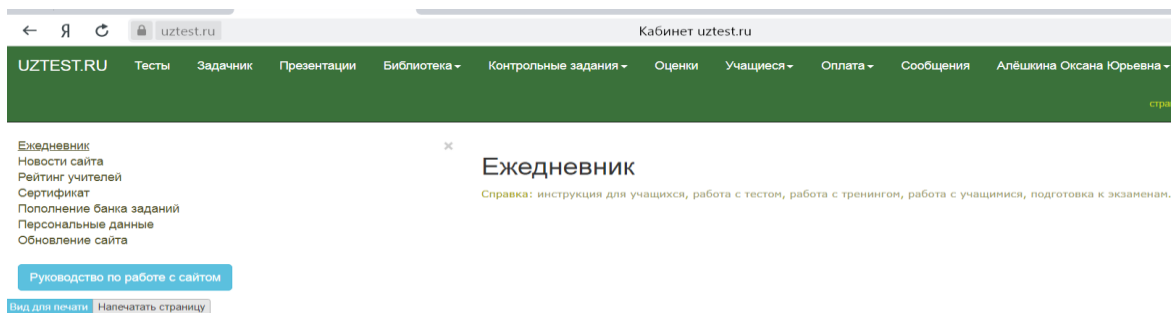 Я uztest.ru Кабинет uztest.ru
UZTEST.RU Тесты Задачник Презентации Библиотека Контрольные задания Оценки Учащиеся Оплата Сообщения Алёшкина Оксана Юрьевна
стра
Ежедневник
Новости сайта
Рейтинг учителей
Сертификат
Пополнение банка заданий
Персональные данные
Обновление сайта
Руководство по работе с сайтом
Вид для печати Напечатать страницу
Ежедневник
Справка: инструкция для учащихся, работа с тестом, работа с тренингом, работа с учащимися, подготовка к экзаменам.